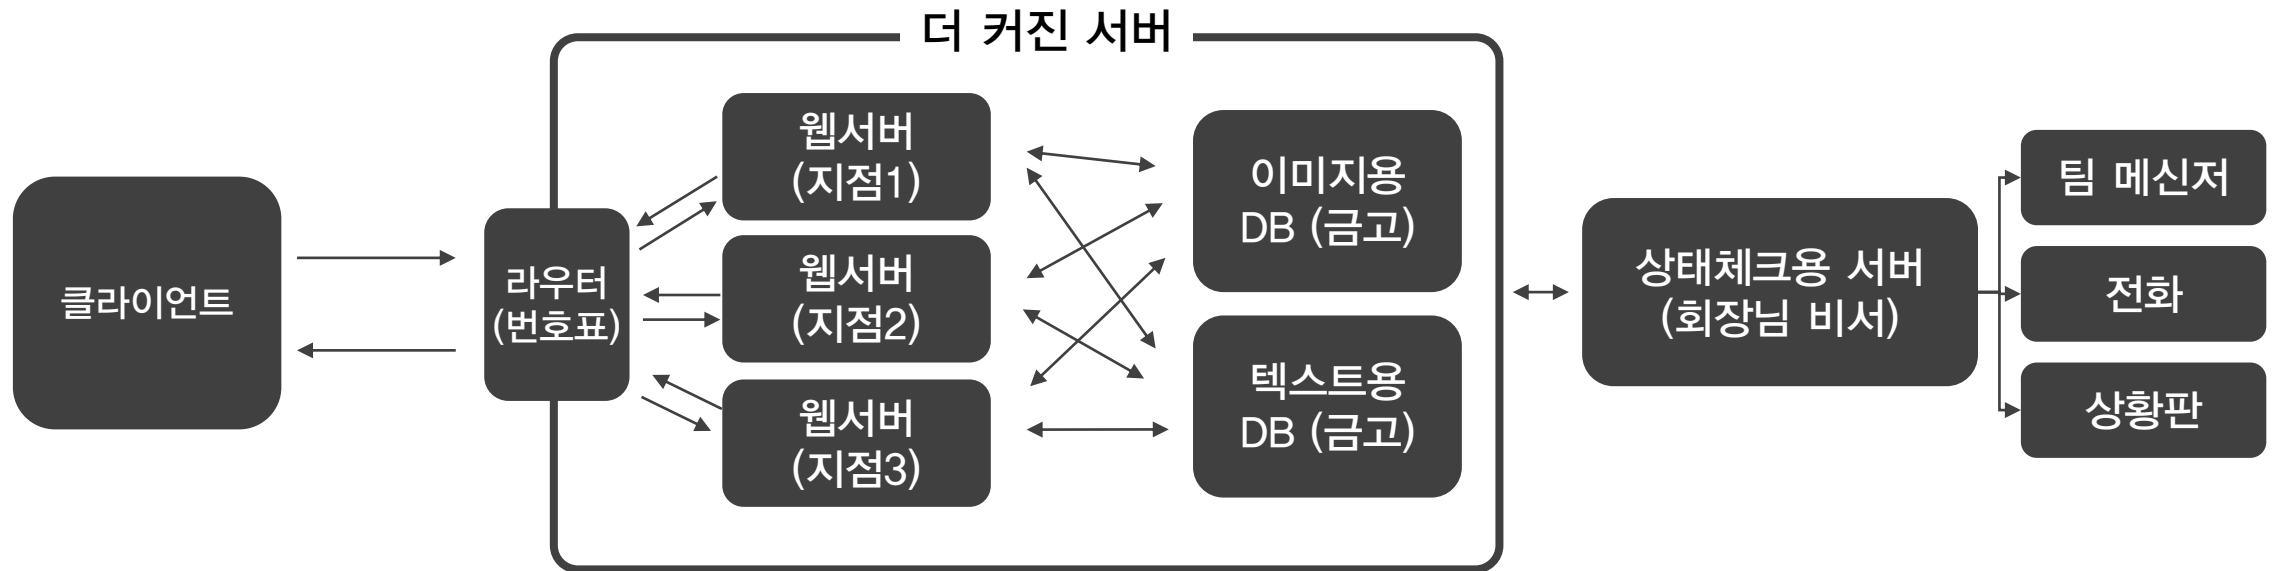 더 커진 서버
클라이언트
라우터
(번호표)
웹서버
(지점1)
웹서버
(지점2)
웹서버
(지점3)
이미지용
DB (금고)
텍스트용
DB (금고)
상태체크용 서버
(회장님 비서)
팀 메신저
전화
상황판